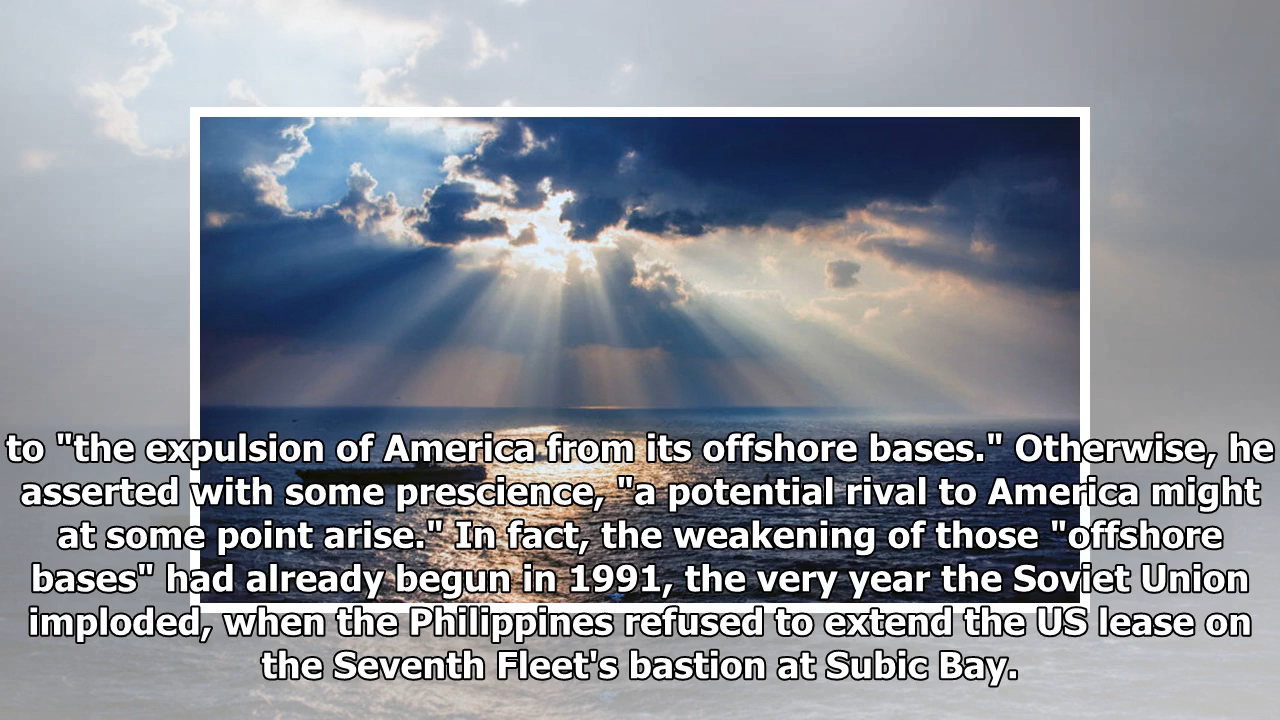 to "the expulsion of America from its offshore bases." Otherwise, he
asserted with some prescience, "a potential rival to America might
at some point arise." In fact, the weakening of those "offshore
bases" had already begun in 1991, the very year the Soviet Union
imploded, when the Philippines refused to extend the US lease on
the Seventh Fleet's bastion at Subic Bay.